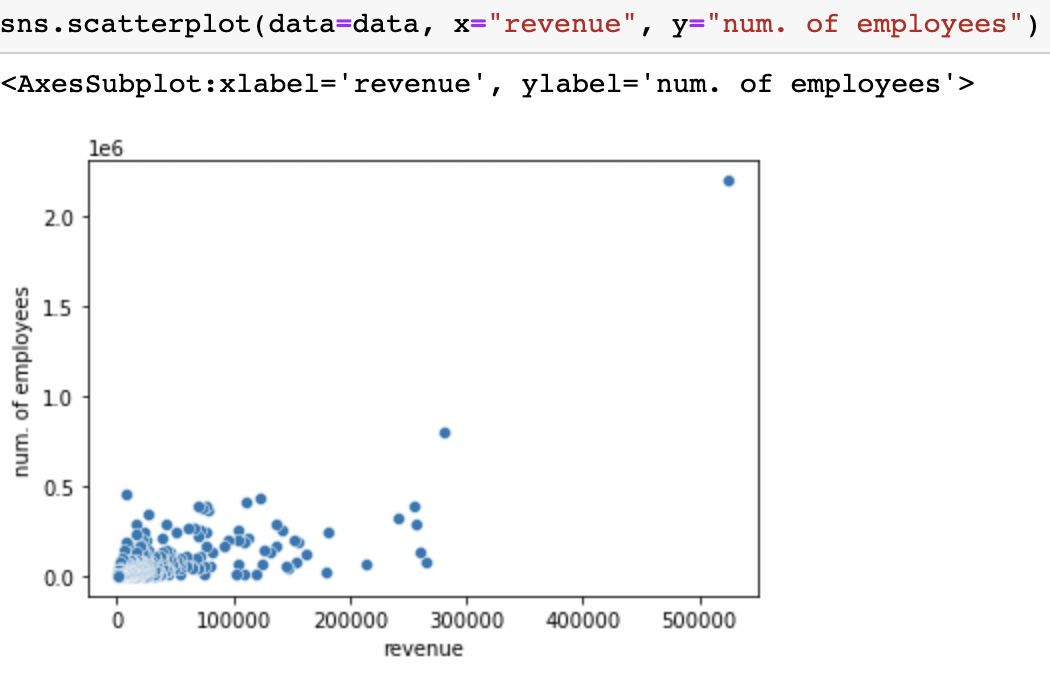 sns.scatterplot(data=data, x="revenue", y="num. of employees")
<AxesSubplot:xlabel='revenue', ylabel='num. of employees'>
1e6
2.0
1.5
1.0
0.5
0.0
num. of employees
0 100000 200000 300000 400000 500000
revenue